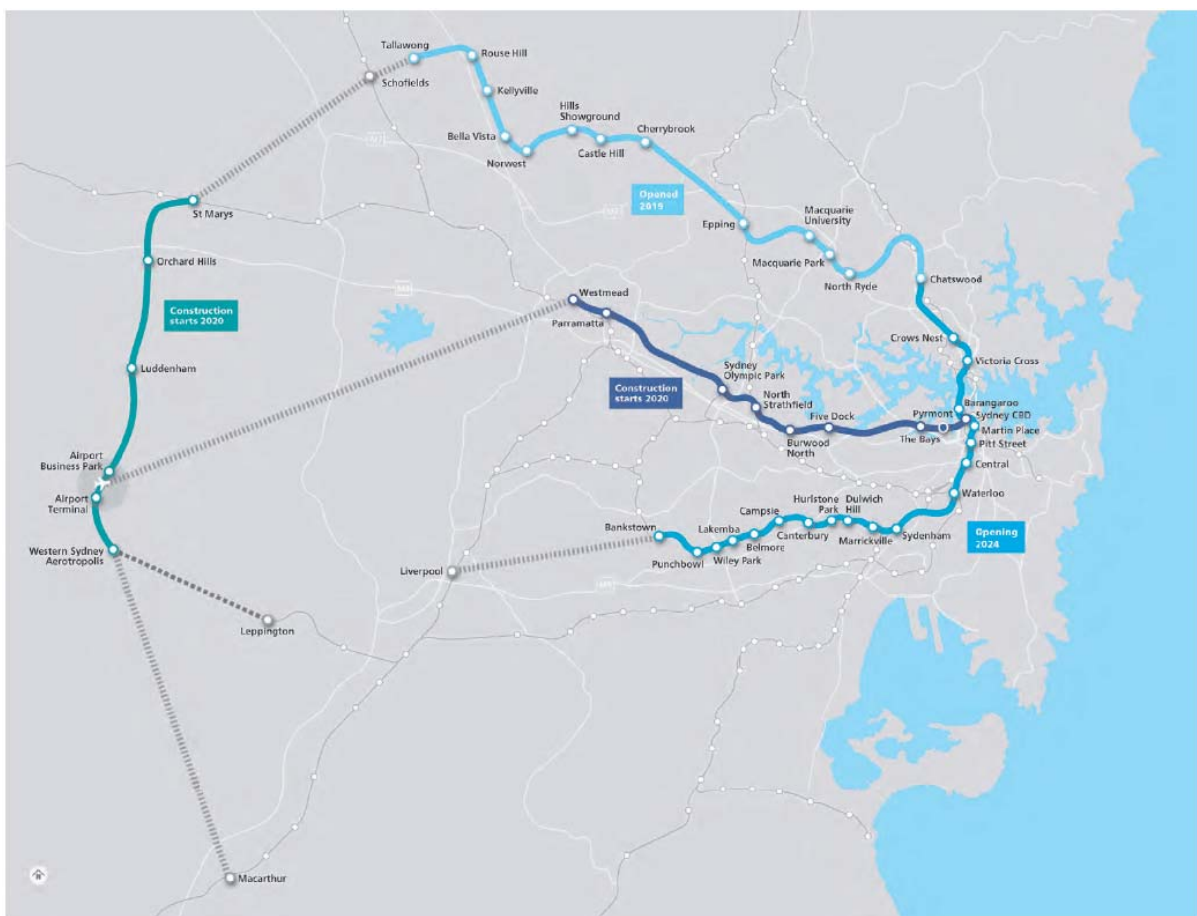 Tallawong
Rouse Hill
Schofields
Kellyville
Hills
Showground
Cherrybrook
Bella Vista
Castle Hill
Norwest
Opened
2019
St Marys
Macquarie
University
Epping
Orchard Hills
Macquarie Park
North Ryde
Chatswood
Westmead
Construction
starts 2020
Parramatta
Crows Nest
Victoria Cross
Luddenham
Sydney
Olympic Park
Construction
starts 2020
North
Strathfield
Barangaroo
Five Dock
Pyrmont
Sydney CBD
Martin Place
Burwood
North
The Bays
Pitt Street
Airport
Business Park
Central
Airport
Terminal
Waterloo
Hurlstone
Park
Dulwich
Hill
Campsie
Lakemba
Bankstown
Canterbury
Sydenham
Belmore
Marrickville
Opening
2024
Wiley Park
Punchbowl
Western Sydney
Aerotropolis
Liverpool
Leppington
Macarthur